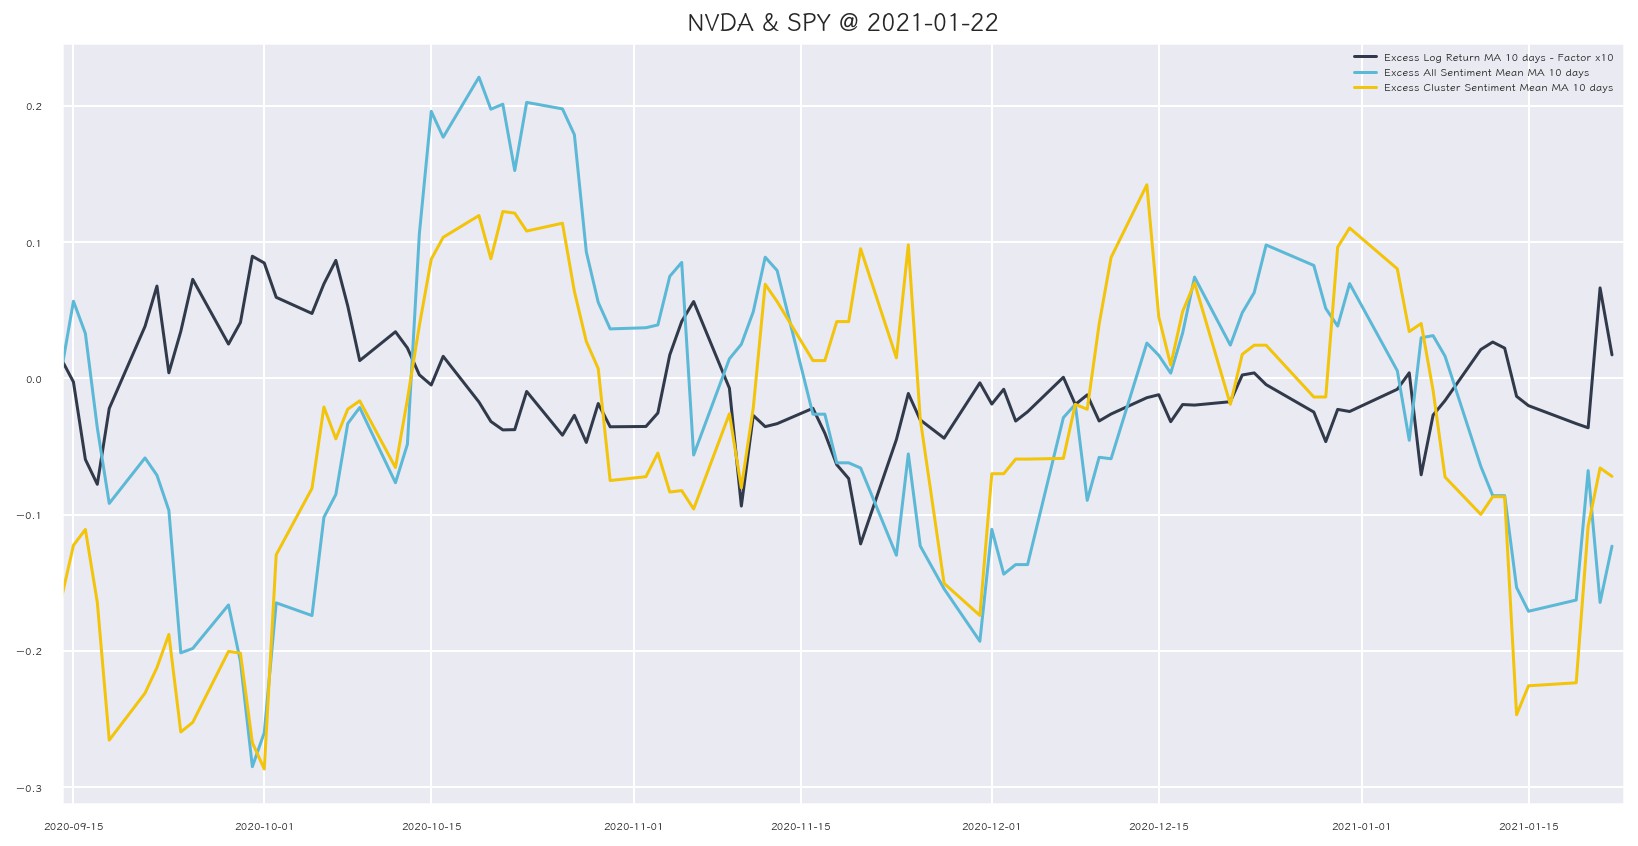 NVDA & SPY @ 2021-01-22
Excess Log Return MA 10 days - Factor x10
Excess All Sentiment Mean MA 10 days
Excess Cluster Sentiment Mean MA 10 days
0.2
0.1
0.0
−0.1
−0.2
−0.3
2020-09-15 2020-10-01 2020-10-15 2020-11-01 2020-11-15 2020-12-01 2020-12-15 2021-01-01 2021-01-15